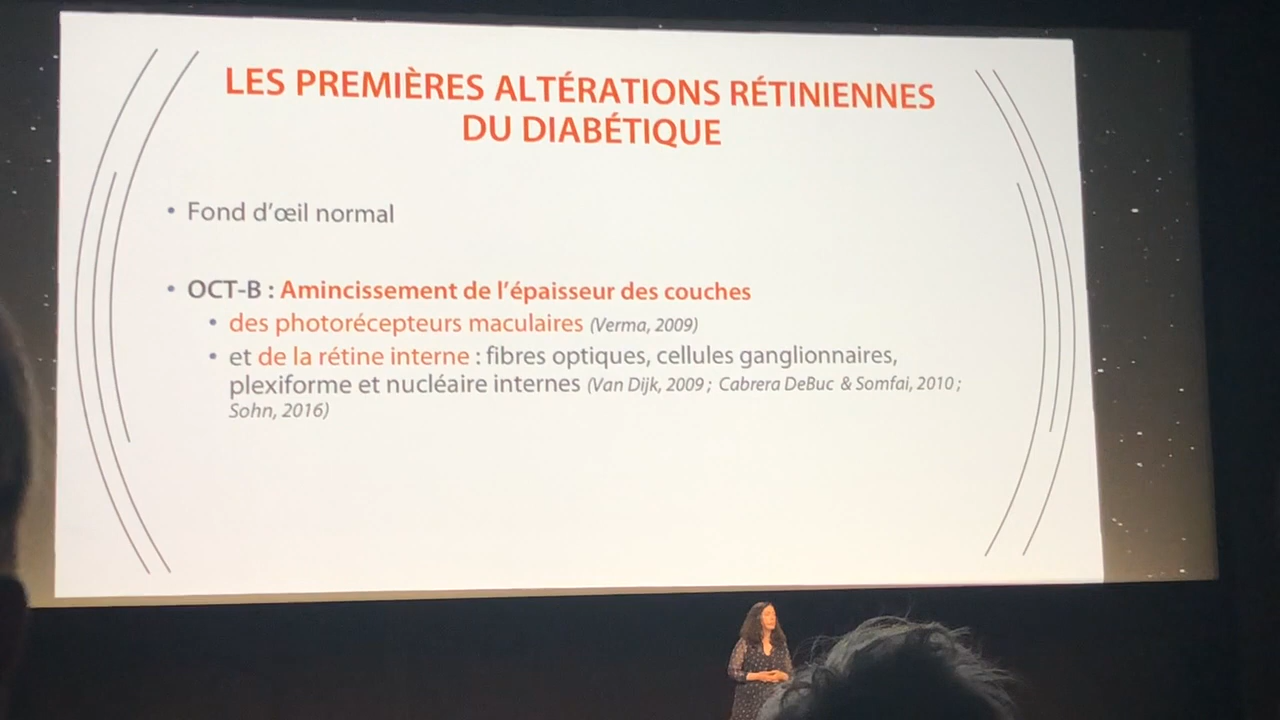 LES PREMIÈRES ALTÉRATIONS RÉTINIENNES
DU DIABÉTIQUE
• Fond d'œil normal
• OCT-B : Amincissement de l'épaisseur des couches
• des photorécepteurs maculaires (Verma, 2009)
• et de la rétine interne : fibres optiques, cellules ganglionnaires,
plexiforme et nucléaire internes (Van Dijk, 2009 ; Cabrera DeBuc & Somfai, 2010 ;
Sohn, 2016)